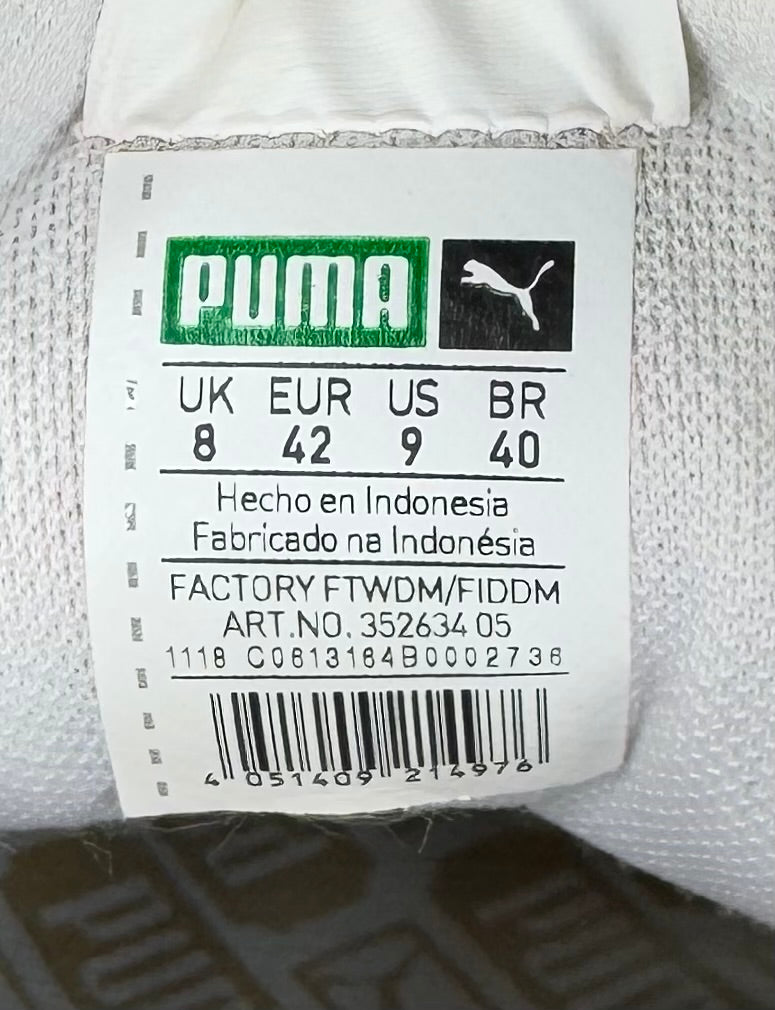 PUMA
UK EUR US BR
8 42 9 40
Hecho en Indonesia
Fabricado na Indonésia
FACTORY FTWDM/FIDDM
ART.NO. 352634 05
1118 C0613164B0002736
4 051409 214976
PUMA